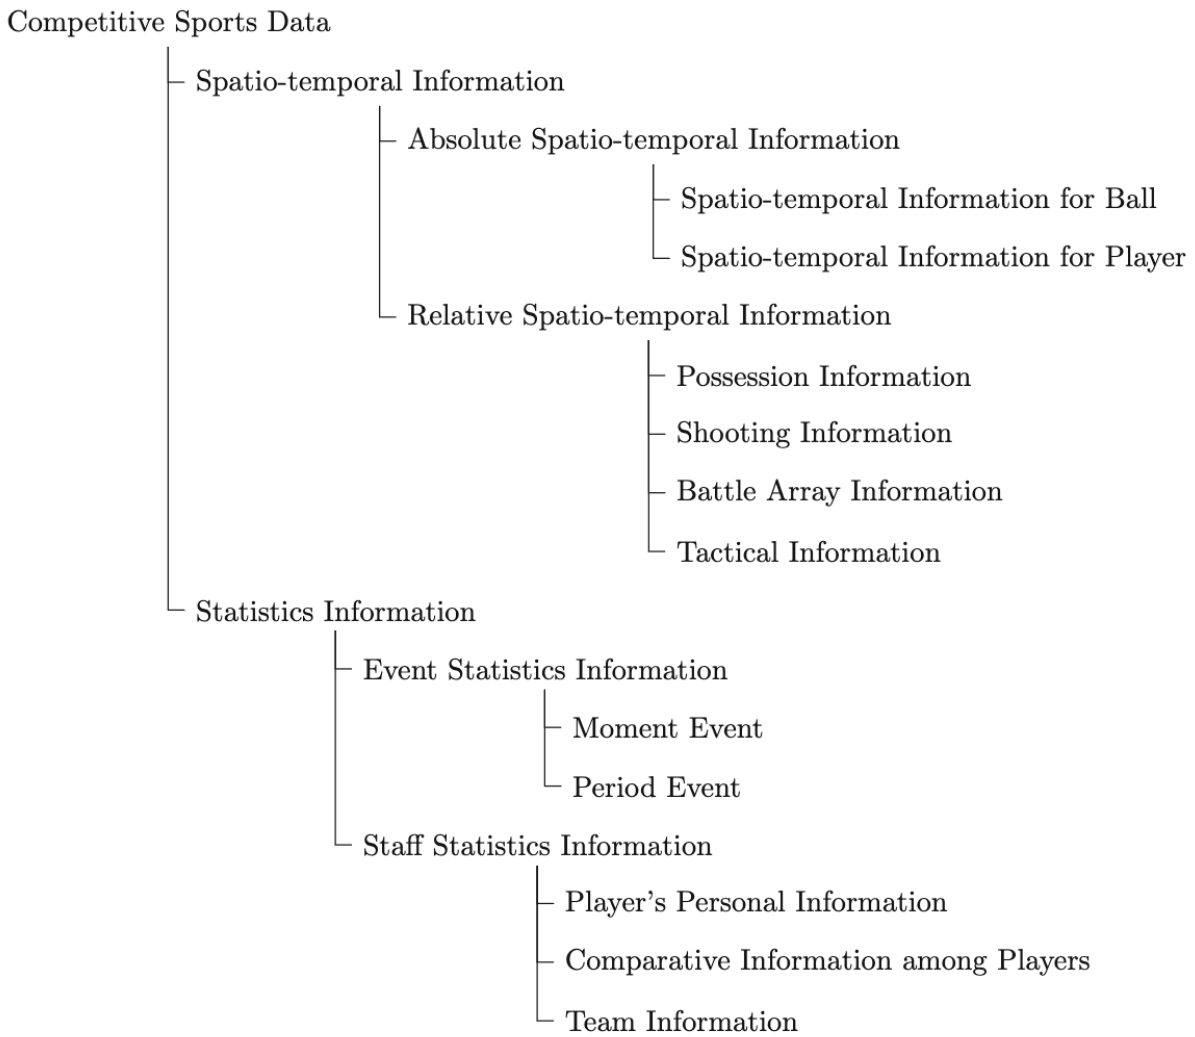 Competitive Sports Data
Spatio-temporal Information
Absolute Spatio-temporal Information
Spatio-temporal Information for Ball
Spatio-temporal Information for Player
Relative Spatio-temporal Information
Possession Information
Shooting Information
Battle Array Information
Tactical Information
Statistics Information
Event Statistics Information
Moment Event
Period Event
Staff Statistics Information
Player’s Personal Information
Comparative Information among Players
Team Information